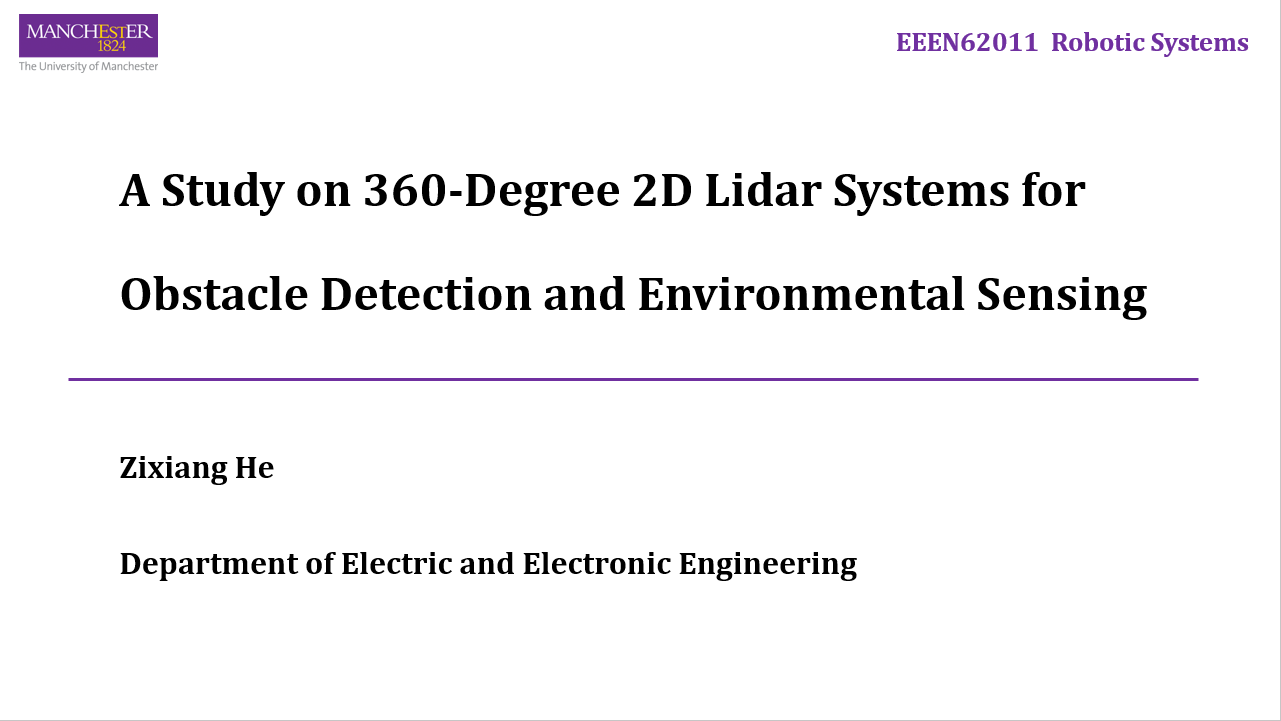 MANCHESTER
1824
The University of Manchester
EEEN62011 Robotic Systems
A Study on 360-Degree 2D Lidar Systems for
Obstacle Detection and Environmental Sensing
Zixiang He
Department of Electric and Electronic Engineering